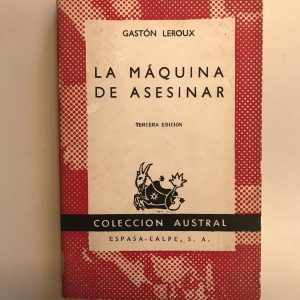 GASTÓN LEROUX
LA MÁQUINA
DE ASESINAR
TERCERA EDICION
COLECCION AUSTRAL
ESPASA-CALPE, S. A.